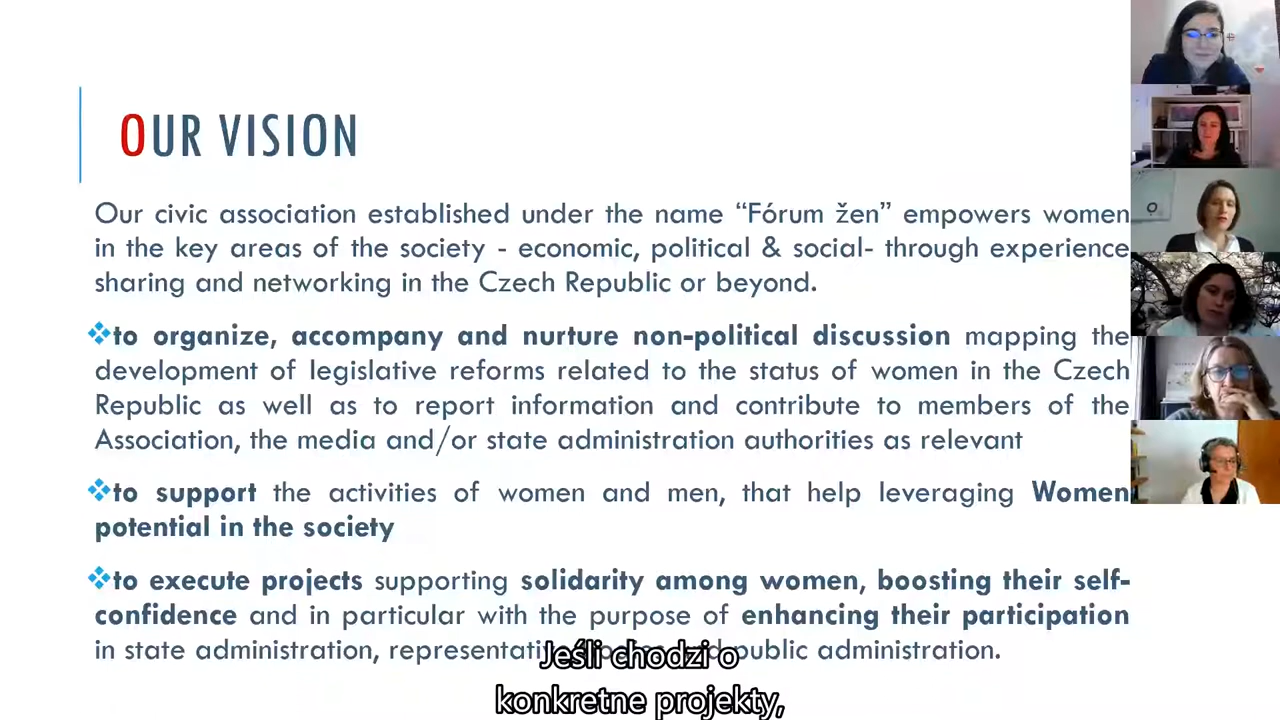 OUR VISION
Our civic association established under the name “Fórum žen” empowers women
in the key areas of the society - economic, political & social- through experience
sharing and networking in the Czech Republic or beyond.
to organize, accompany and nurture non-political discussion mapping the
development of legislative reforms related to the status of women in the Czech
Republic as well as to report information and contribute to members of the
Association, the media and/or state administration authorities as relevant
to support the activities of women and men, that help leveraging Women
potential in the society
to execute projects supporting solidarity among women, boosting their self-
confidence and in particular with the purpose of enhancing their participation
in state administration, public administration.
Jeśli chodzi o
konkretne projekty,